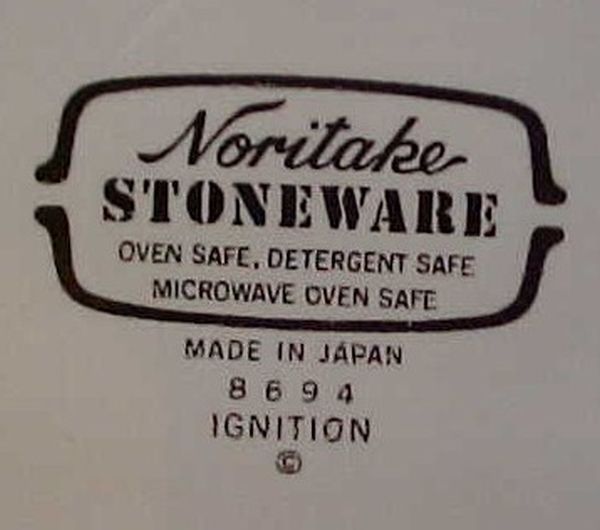 Noritake
STONEWARE
OVEN SAFE, DETERGENT SAFE
MICROWAVE OVEN SAFE
MADE IN JAPAN
8694
IGNITION
©